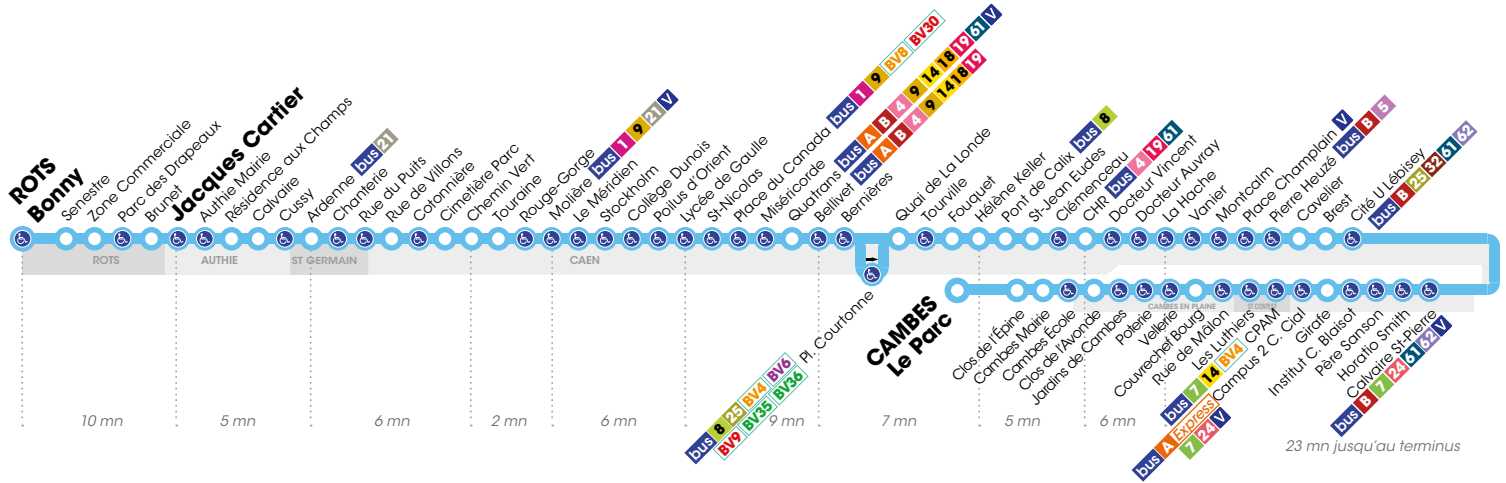 ROTS
Bonny
Senestre
Zone Commerciale
Parc des Drapeaux
Brunet
Jacques Cartier
Authie Mairie
Résidence aux Champs
Calvaire
Cussy
Ardenne bus 21
Chanterie
Rue du Puits
Rue de Villons
Cotonnière
Cimetière Parc
Chemin Vert
Touraine
Rouge-Gorge
Molière bus 1 9 21 V
Le Méridien
Stockholm
Collège Dunois
Poilus d'Orient
Lycée de Gaulle
St-Nicolas
Place du Canada bus 1 9 BV8 BV30
Miséricorde
Quatrans bus A B 4 9 14 18 19 61 V
Bellivet bus A B 4 9 14 18 19
Bernières
Quai de La Londe
Tourville
Fouquet
Hélène Keller
Pont de Calix bus 8
St-Jean Eudes
Clémenceau
CHR bus 4 19 61
Docteur Vincent
Docteur Auvray
La Hache
Vanier
Montcalm
Place Champlain V
Pierre Heuzé bus B 5
Cavelier
Brest
Cité U Lébisey
bus B 25 32 61 62
ROTS
AUTHIE
ST GERMAIN
CAEN
Pl. Courtonne
bus 8 25 BV4 BV6
BV9 BV35 BV36
CAMBES
Le Parc
Clos de l'Épine
Cambes Mairie
Cambes École
Clos de l'Avonde
Jardins de Cambes
Poterie
Vellerie
Couvrechef Bourg
Rue de Malon
Les Luthiers
bus 7 14 BV4 CPAM
Campus 2 C. Cial
bus A Express
7 24 V
Girafe
Institut C. Blaisot
Père Sanson
Horatio Smith
Calvaire St-Pierre
bus B 7 24 61 62 V
CAMBES EN PLAINE
ST CONTEST
10 mn
5 mn
6 mn
2 mn
6 mn
9 mn
7 mn
5 mn
6 mn
23 mn jusqu'au terminus